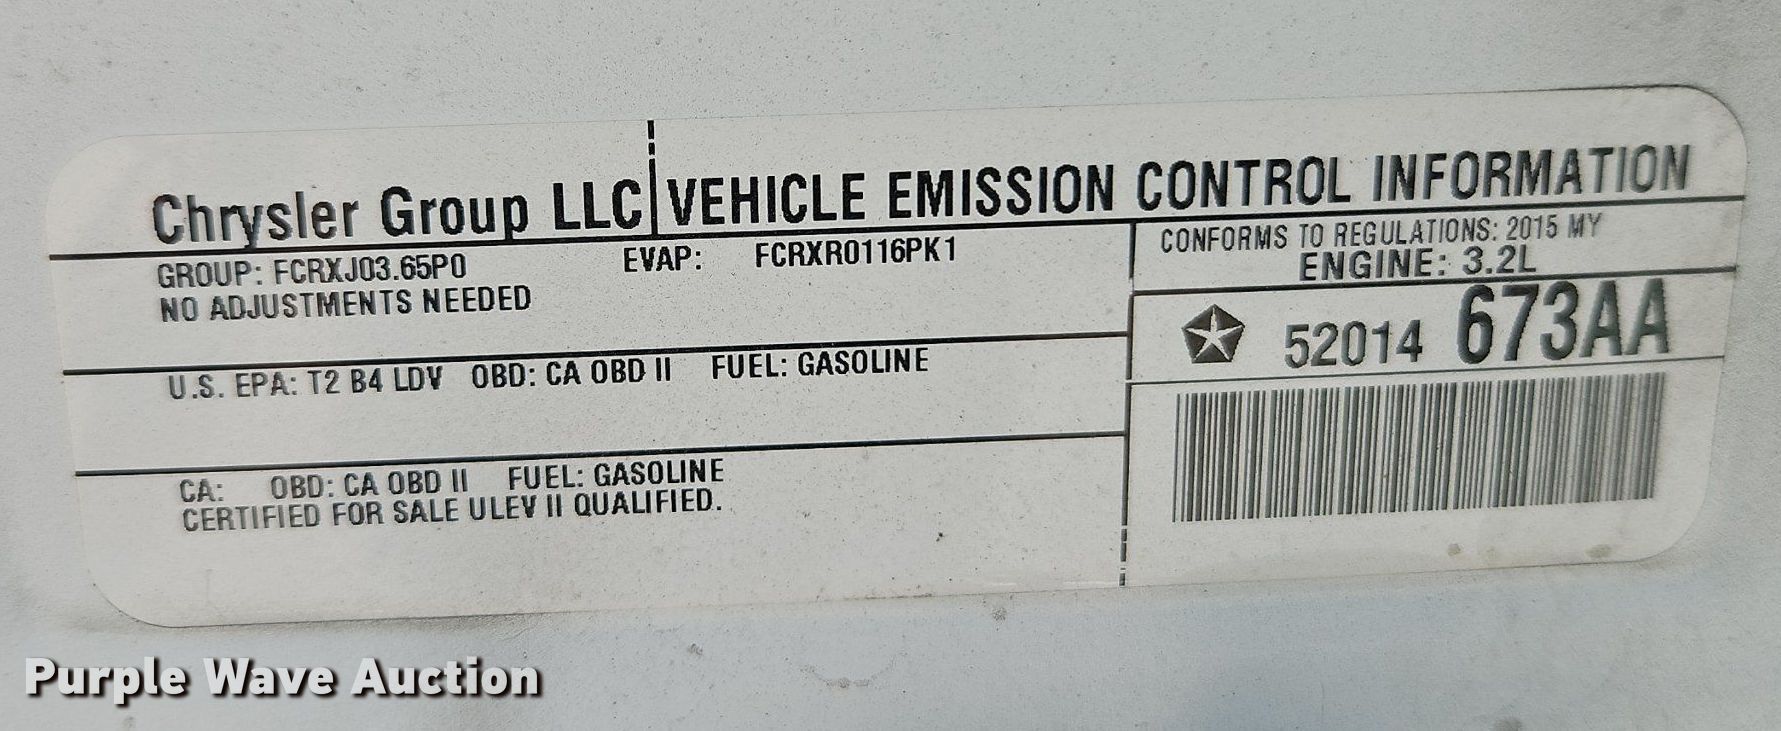 Chrysler Group LLC VEHICLE EMISSION CONTROL INFORMATION
GROUP: FCRXJ03.65P0 EVAP: FCRXR0116PK1
NO ADJUSTMENTS NEEDED
U.S. EPA: T2 B4 LDV OBD: CA OBD II FUEL: GASOLINE
CA: OBD: CA OBD II FUEL: GASOLINE
CERTIFIED FOR SALE ULEV II QUALIFIED.
CONFORMS TO REGULATIONS: 2015 MY
ENGINE: 3.2L
52014 673AA
Purple Wave Auction